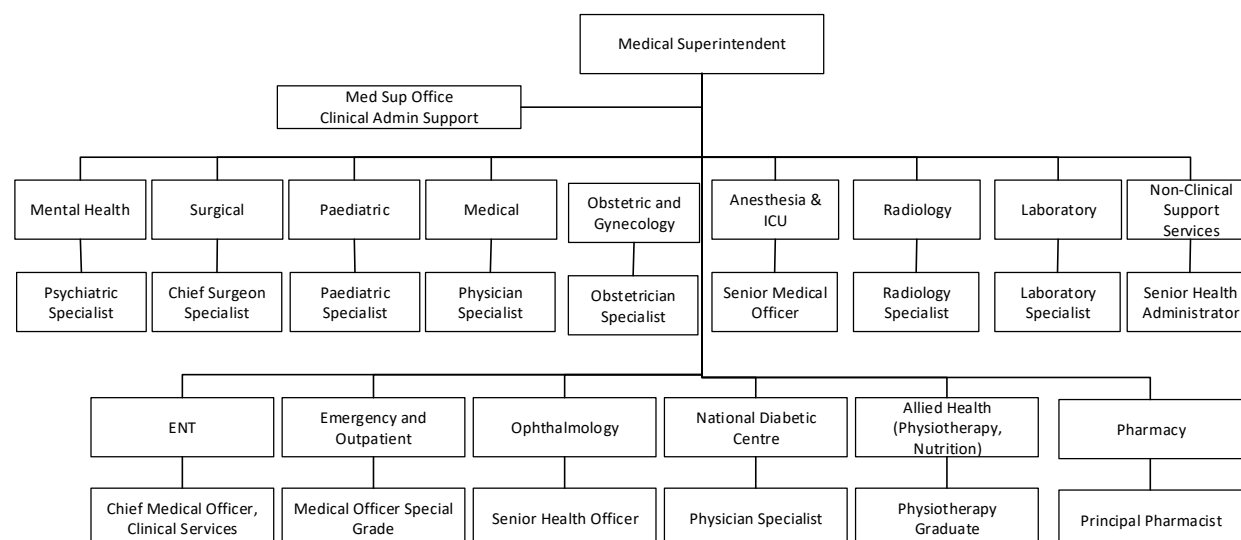 Medical Superintendent
Med Sup Office
Clinical Admin Support
Mental Health
Surgical
Paediatric
Medical
Obstetric and
Gynecology
Anesthesia &
ICU
Radiology
Laboratory
Non-Clinical
Support
Services
Psychiatric
Specialist
Chief Surgeon
Specialist
Paediatric
Specialist
Physician
Specialist
Obstetrician
Specialist
Senior Medical
Officer
Radiology
Specialist
Laboratory
Specialist
Senior Health
Administrator
ENT
Emergency and
Outpatient
Ophthalmology
National Diabetic
Centre
Allied Health
(Physiotherapy,
Nutrition)
Pharmacy
Chief Medical Officer,
Clinical Services
Medical Officer Special
Grade
Senior Health Officer
Physician Specialist
Physiotherapy
Graduate
Principal Pharmacist